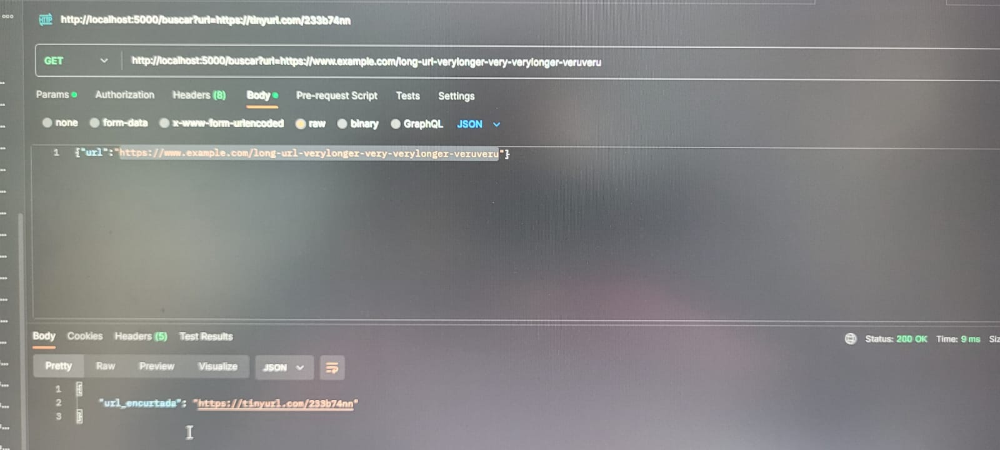 HTTP http://localhost:5000/buscar?url=https://tinyurl.com/233b74nn
GET http://localhost:5000/buscar?url=https://www.example.com/long-url-verylonger-very-verylonger-veruveru
Params Authorization Headers (8) Body Pre-request Script Tests Settings
none form-data x-www-form-urlencoded raw binary GraphQL JSON
1 {"url":"https://www.example.com/long-url-verylonger-very-verylonger-veruveru"}
Body Cookies Headers (5) Test Results Status: 200 OK Time: 9 ms Siz
Pretty Raw Preview Visualize JSON
1 {
2 "url_encurtada": "https://tinyurl.com/233b74nn"
3 }